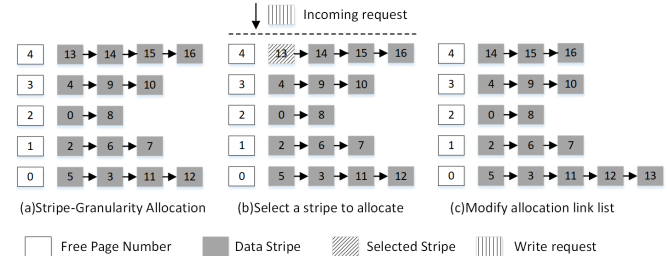 Incoming request
4 13 14 15 16
3 4 9 10
2 0 8
1 2 6 7
0 5 3 11 12
(a)Stripe-Granularity Allocation
4 13 14 15 16
3 4 9 10
2 0 8
1 2 6 7
0 5 3 11 12
(b)Select a stripe to allocate
4 14 15 16
3 4 9 10
2 0 8
1 2 6 7
0 5 3 11 12 13
(c)Modify allocation link list
Free Page Number Data Stripe Selected Stripe Write request